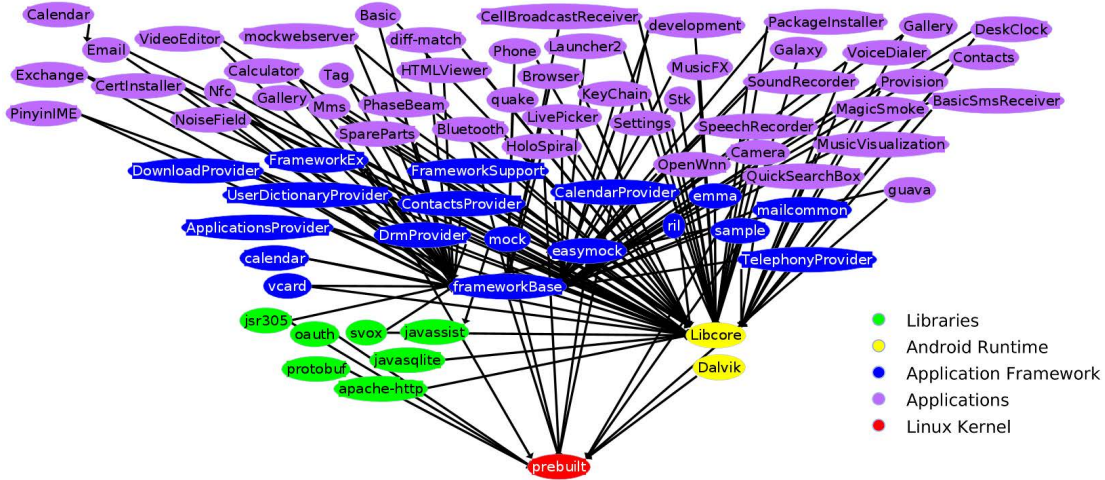 Calendar
Basic
CellBroadcastReceiver
development
PackageInstaller
Gallery
DeskClock
Email
VideoEditor
mockwebserver
diff-match
Phone
Launcher2
Galaxy
VoiceDialer
Contacts
Exchange
CertInstaller
Calculator
Tag
HTMLViewer
Browser
MusicFX
SoundRecorder
Provision
PinyinIME
Nfc
Gallery
Mms
PhaseBeam
quake
KeyChain
Stk
MagicSmoke
BasicSmsReceiver
NoiseField
SpareParts
Bluetooth
LivePicker
Settings
SpeechRecorder
HoloSpiral
Camera
MusicVisualization
DownloadProvider
FrameworkEx
FrameworkSupport
OpenWnn
QuickSearchBox
UserDictionaryProvider
ContactsProvider
CalendarProvider
emma
guava
mailcommon
ApplicationsProvider
DrmProvider
mock
easymock
ril
sample
calendar
TelephonyProvider
vcard
frameworkBase
jsr305
oauth
svox
javassist
Libcore
Libraries
protobuf
javasqlite
Dalvik
Android Runtime
apache-http
Application Framework
Applications
Linux Kernel
prebuilt